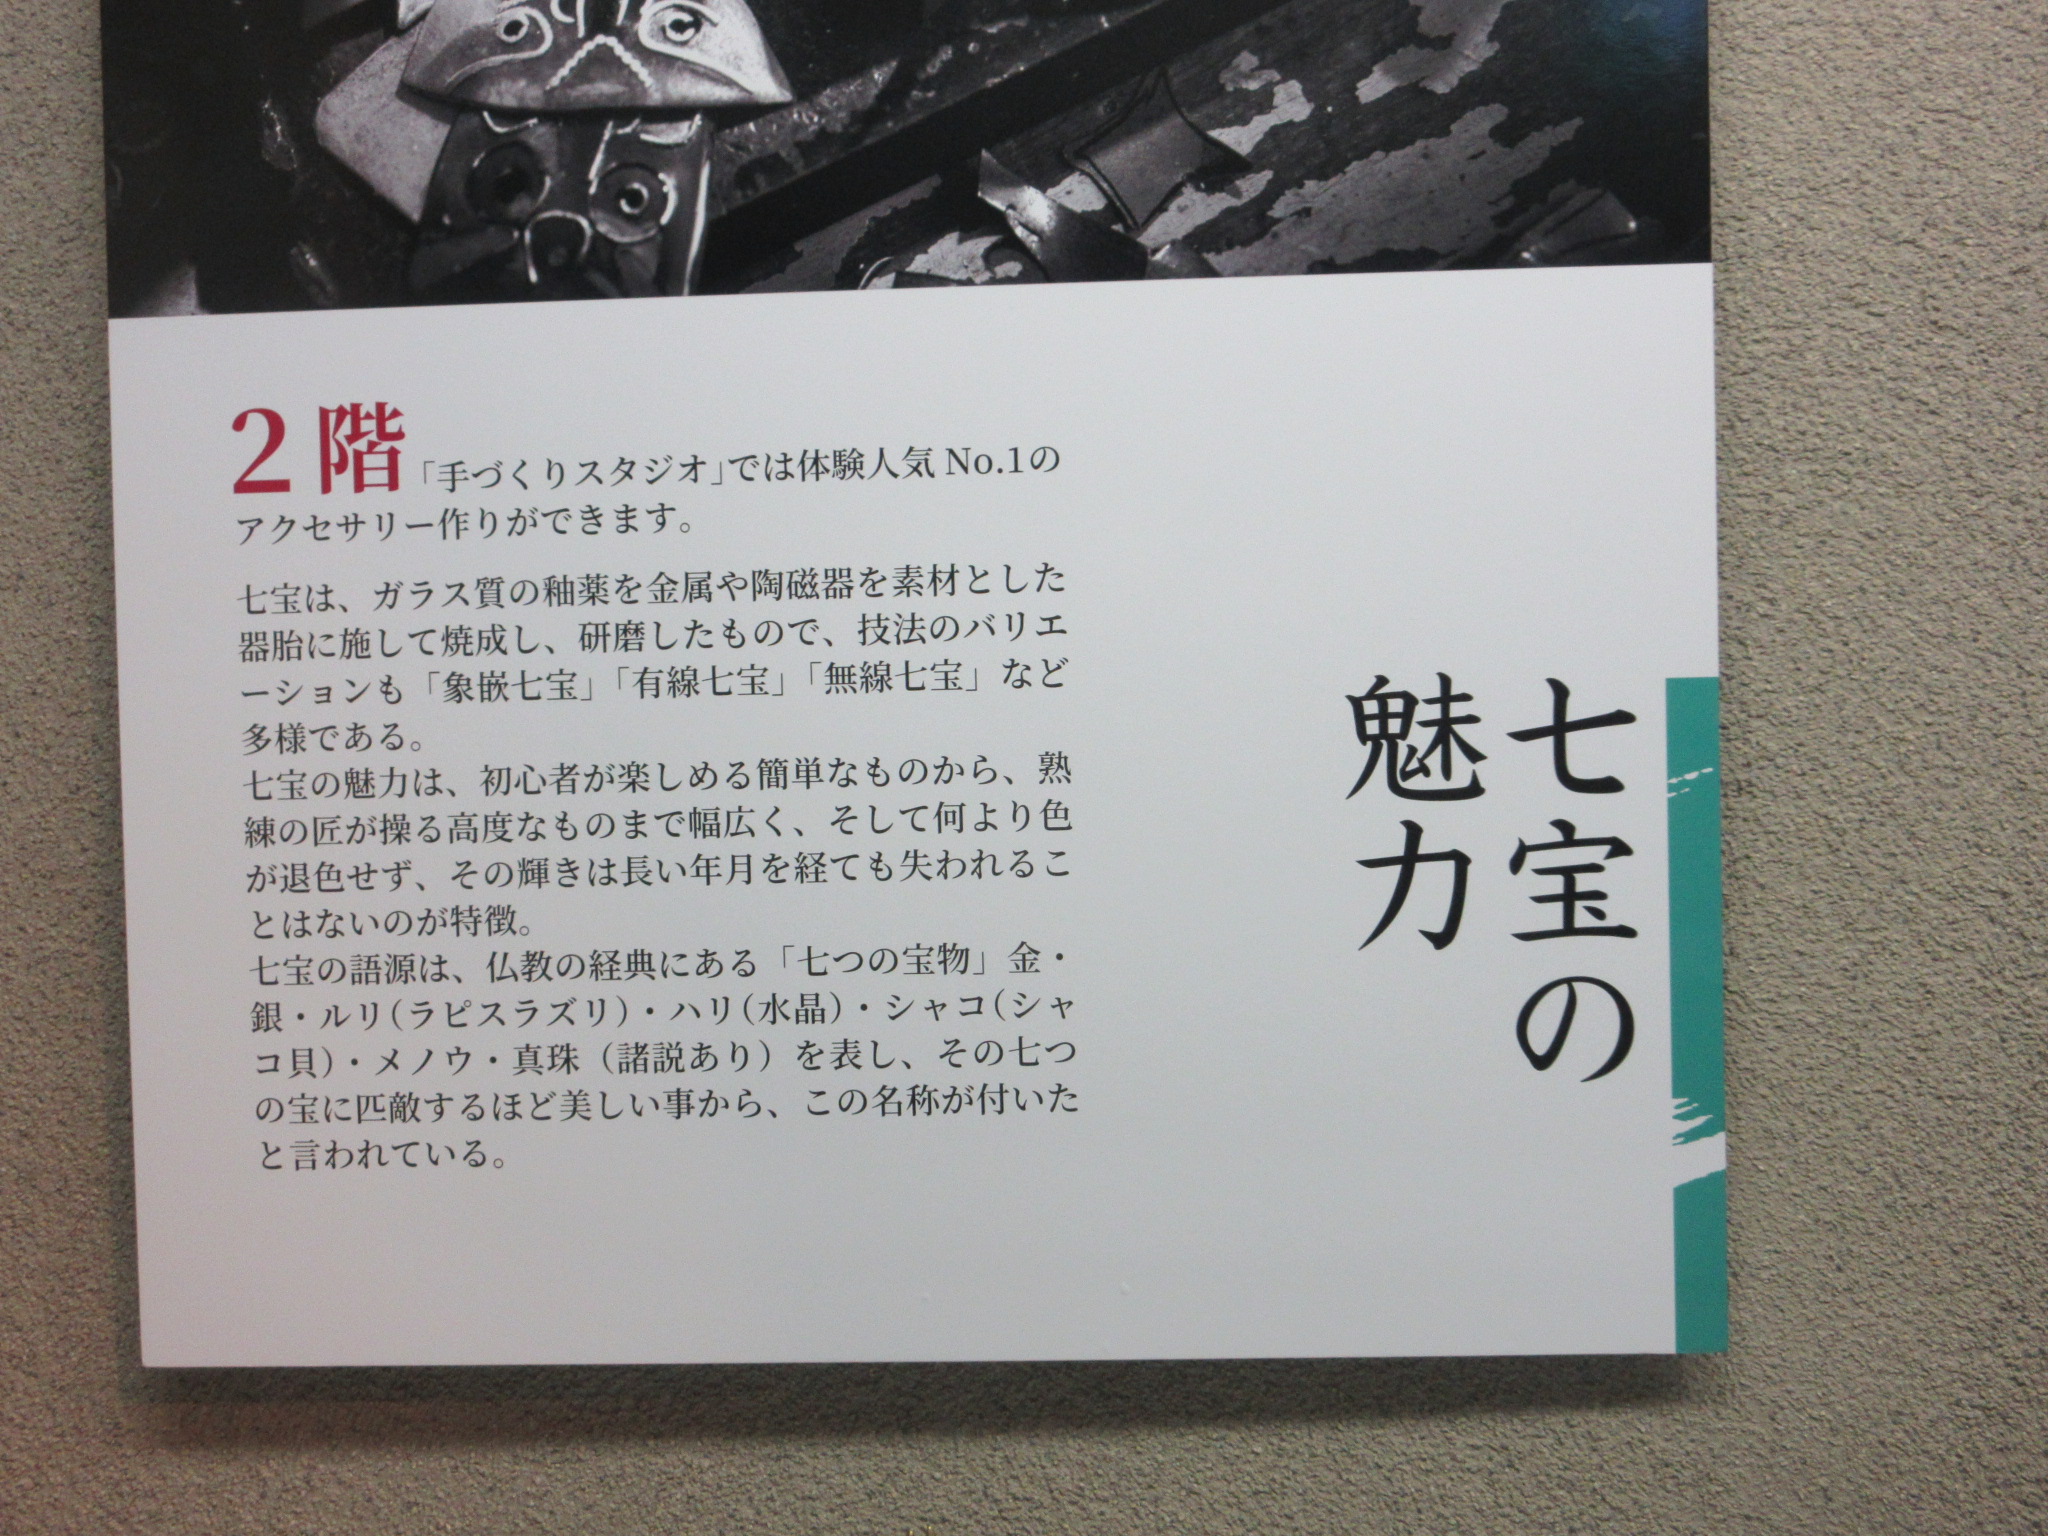 七宝の
魅力
2階「手づくりスタジオ」では体験人気 No.1の
アクセサリー作りができます。
七宝は、ガラス質の釉薬を金属や陶磁器を素材とした
器胎に施して焼成し、研磨したもので、技法のバリエ
ーションも「象嵌七宝」「有線七宝」「無線七宝」など
多様である。
七宝の魅力は、初心者が楽しめる簡単なものから、熟
練の匠が操る高度なものまで幅広く、そして何より色
が退色せず、その輝きは長い年月を経ても失われるこ
とはないのが特徴。
七宝の語源は、仏教の経典にある「七つの宝物」金・
銀・ルリ(ラピスラズリ)・ハリ(水晶)・シャコ(シャ
コ貝)・メノウ・真珠（諸説あり）を表し、その七つ
の宝に匹敵するほど美しい事から、この名称が付いた
と言われている。